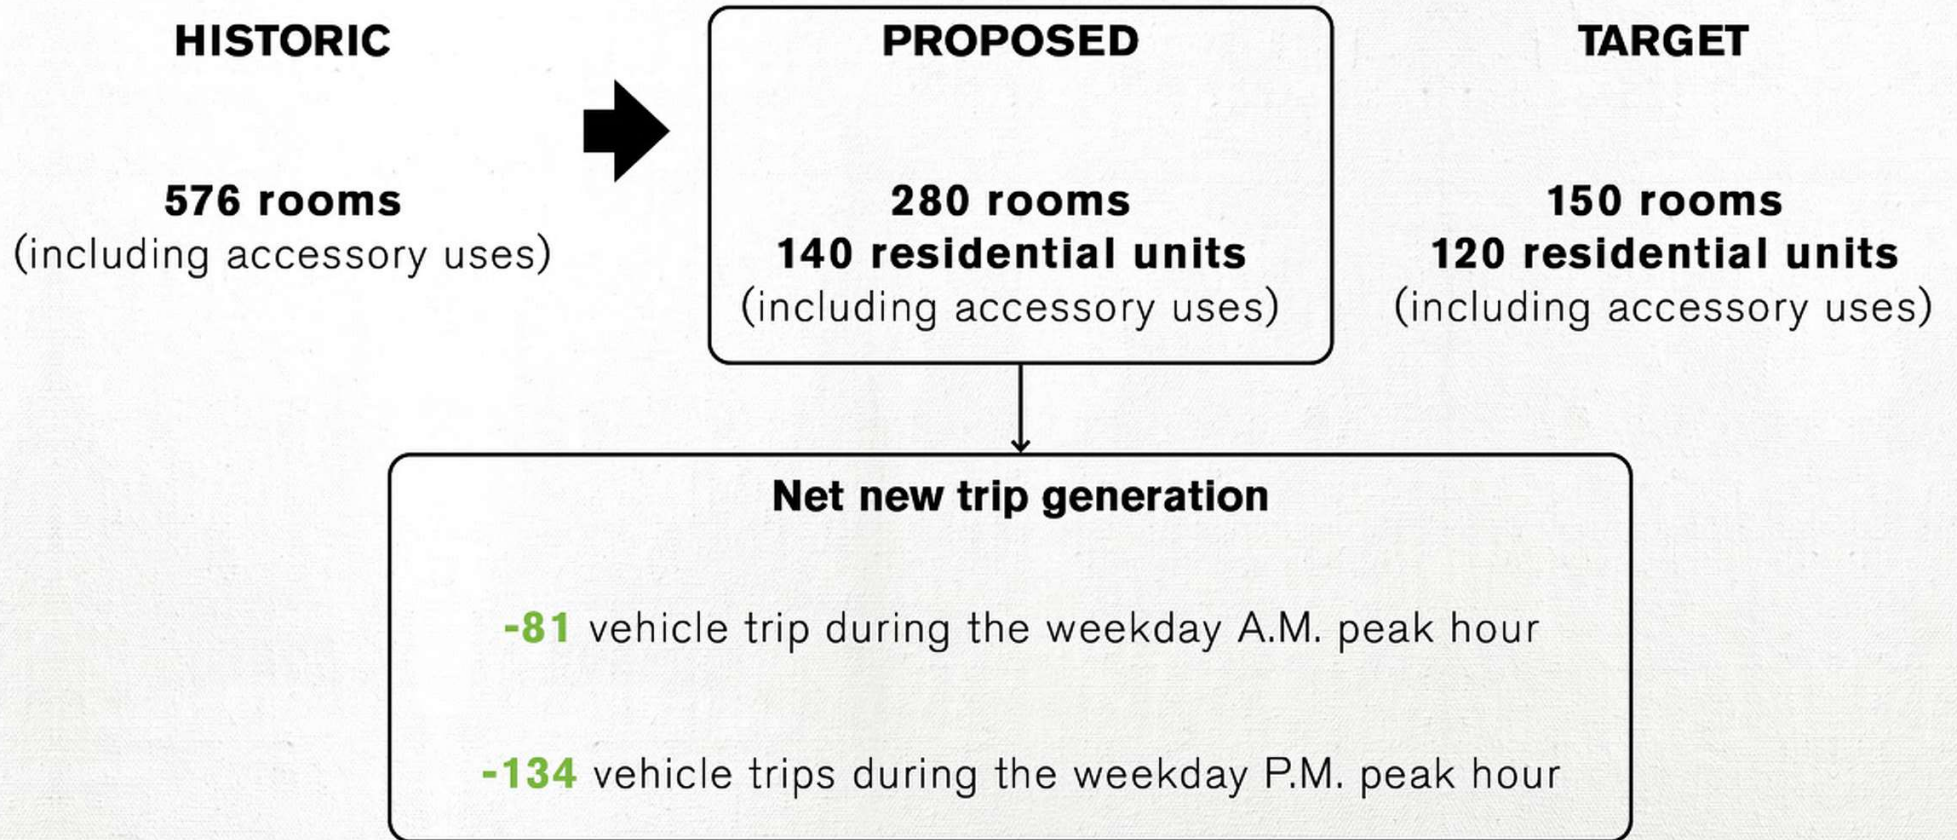 HISTORIC
576 rooms
(including accessory uses)
PROPOSED
280 rooms
140 residential units
(including accessory uses)
TARGET
150 rooms
120 residential units
(including accessory uses)
Net new trip generation
-81 vehicle trip during the weekday A.M. peak hour
-134 vehicle trips during the weekday P.M. peak hour